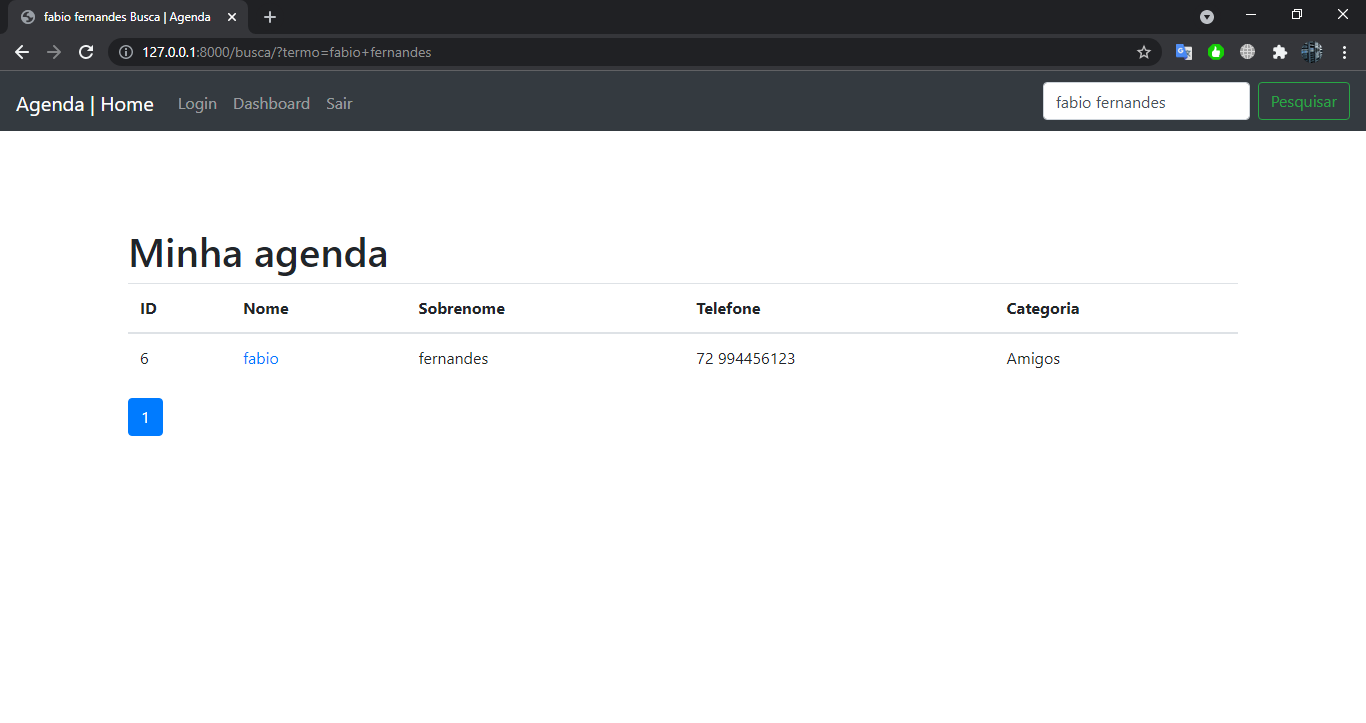 fabio fernandes Busca | Agenda
127.0.0.1:8000/busca/?termo=fabio+fernandes
Agenda | Home Login Dashboard Sair fabio fernandes Pesquisar
Minha agenda
ID Nome Sobrenome Telefone Categoria
6 fabio fernandes 72 994456123 Amigos
1